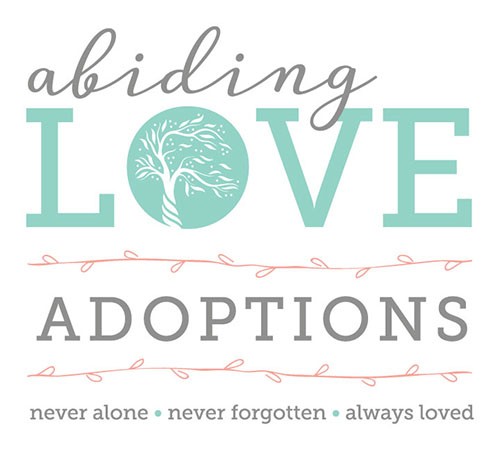 abiding
LOVE
ADOPTIONS
never alone • never forgotten • always loved